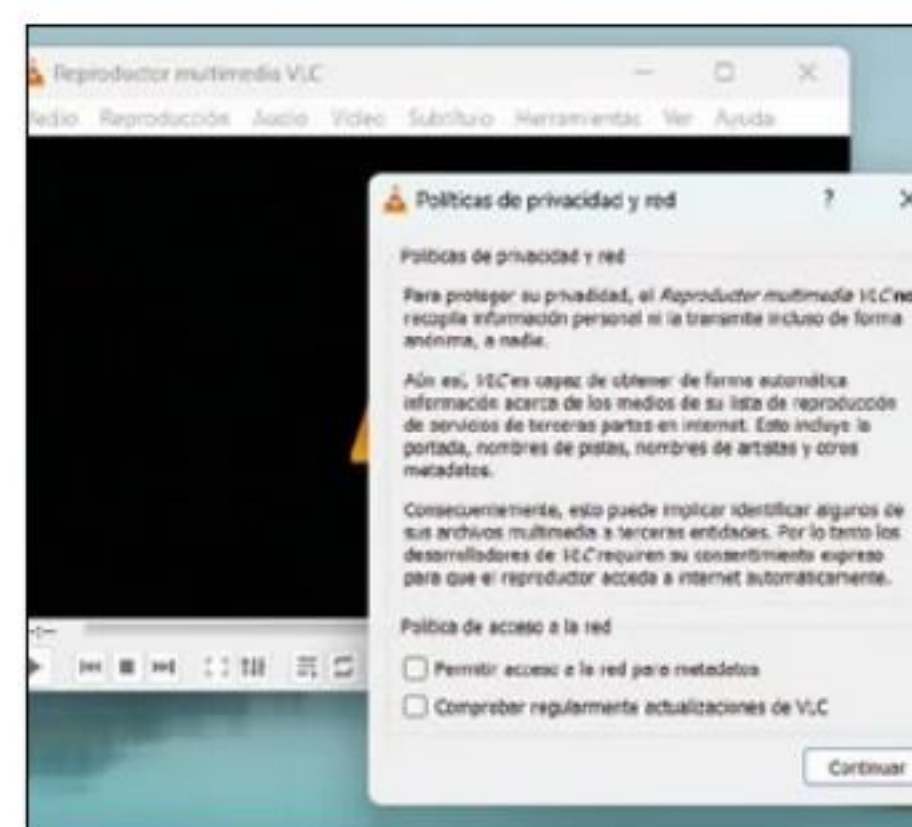 Reproductor multimedia VLC
Medio Reproducción Audio Vídeo Subtítulo Herramientas Ver Ayuda
Políticas de privacidad y red
Políticas de privacidad y red
Para proteger su privacidad, el Reproductor multimedia VLC no
recopila información personal ni la transmite incluso de forma
anónima, a nadie.
Aún así, VLC es capaz de obtener de forma automática
información acerca de los medios de su lista de reproducción
de servicios de terceras partes en internet. Esto incluye la
portada, nombres de pistas, nombres de artistas y otros
metadatos.
Consecuentemente, esto puede implicar identificar algunos de
sus archivos multimedia a terceras entidades. Por lo tanto los
desarrolladores de VLC requiren su consentimiento expreso
para que el reproductor acceda a internet automáticamente.
Política de acceso a la red
Permitir acceso a la red para metadatos
Comprobar regularmente actualizaciones de VLC
Continuar